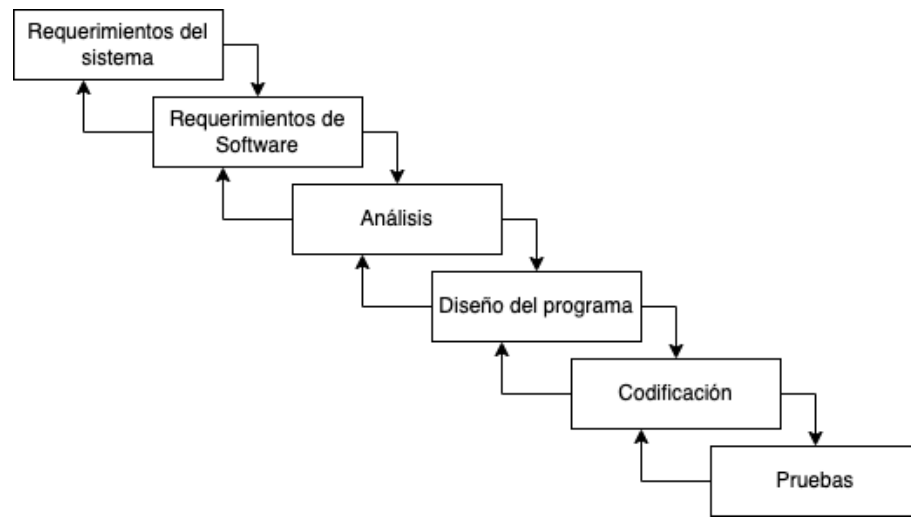 Requerimientos del
sistema
Requerimientos de
Software
Análisis
Diseño del programa
Codificación
Pruebas